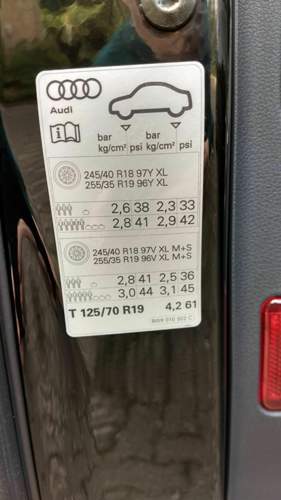 Audi
bar bar
kg/cm² psi kg/cm² psi
245/40 R18 97Y XL
255/35 R19 96Y XL
2,6 38 2,3 33
2,8 41 2,9 42
245/40 R18 97V XL M+S
255/35 R19 96V XL M+S
2,8 41 2,5 36
3,0 44 3,1 45
T 125/70 R19 4,2 61